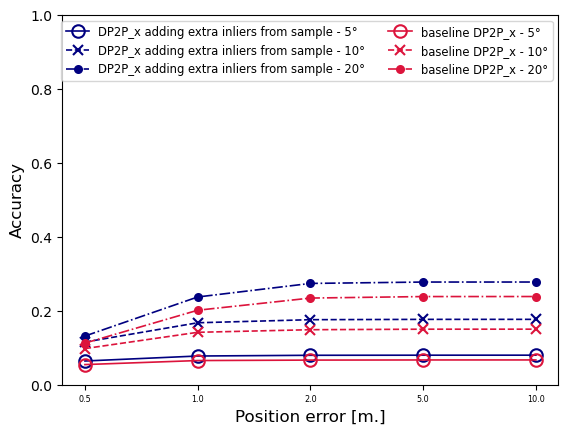 DP2P_x adding extra inliers from sample - 5°
DP2P_x adding extra inliers from sample - 10°
DP2P_x adding extra inliers from sample - 20°
baseline DP2P_x - 5°
baseline DP2P_x - 10°
baseline DP2P_x - 20°
1.0
0.8
0.6
0.4
0.2
0.0
Accuracy
0.5 1.0 2.0 5.0 10.0
Position error [m.]